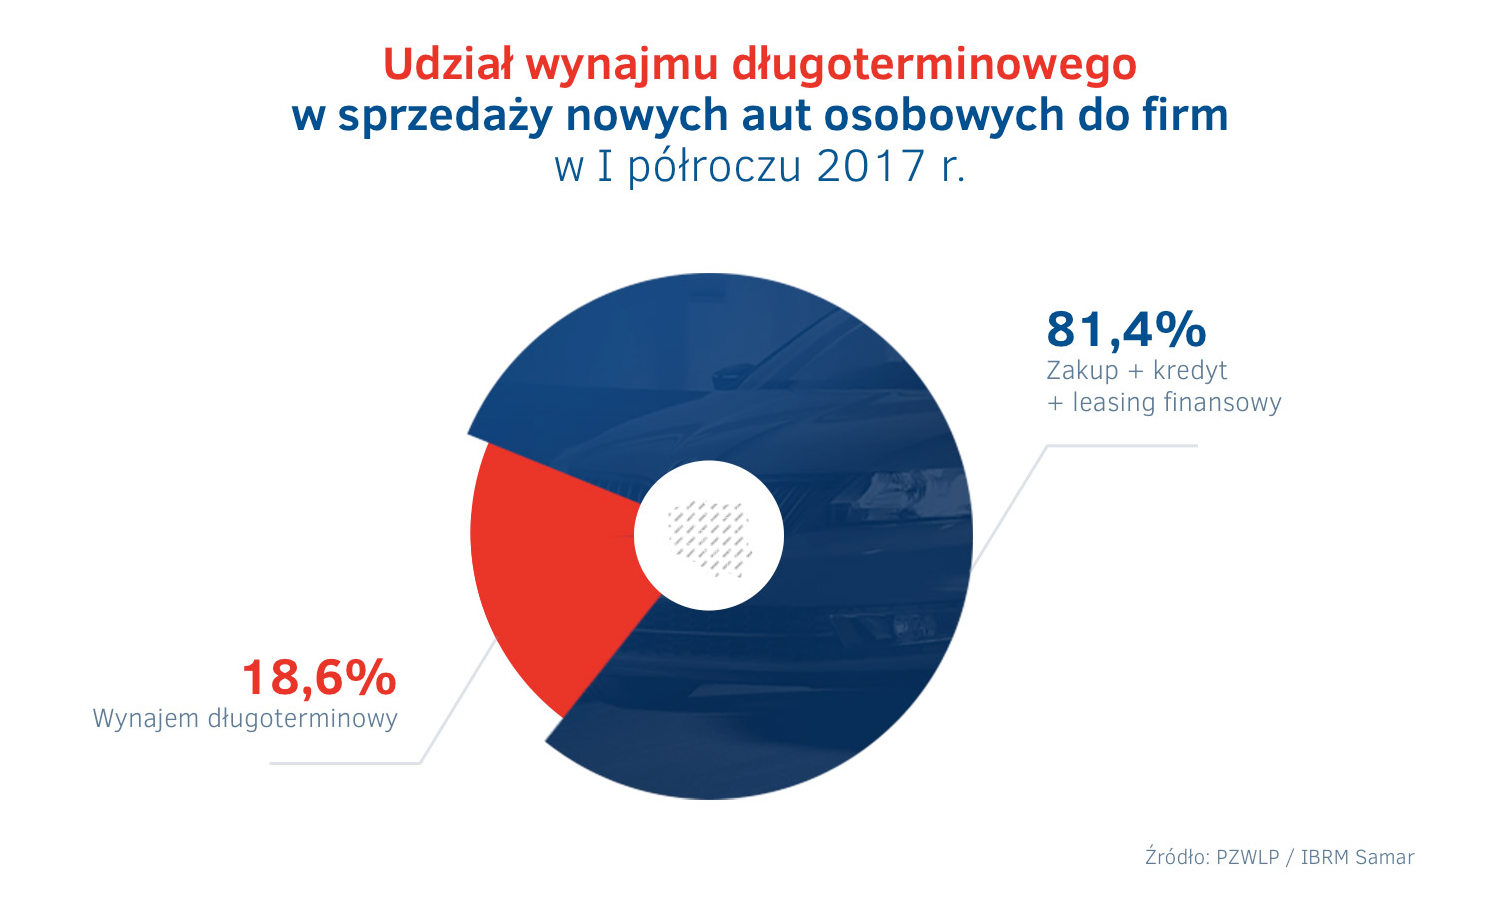 Udział wynajmu długoterminowego
w sprzedaży nowych aut osobowych do firm
w I półroczu 2017 r.
81,4%
Zakup + kredyt
+ leasing finansowy
18,6%
Wynajem długoterminowy
Źródło: PZWLP / IBRM Samar